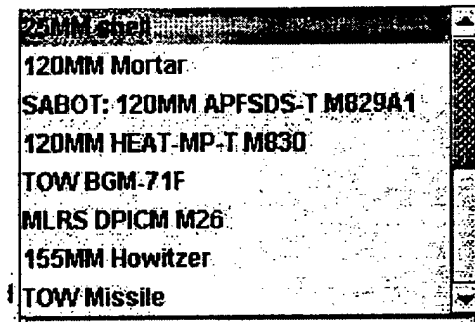 25MM shell
120MM Mortar
SABOT: 120MM APFSDS-T M829A1
120MM HEAT-MP-T M830
TOW BGM-71F
MLRS DPICM M26
155MM Howitzer
TOW Missile